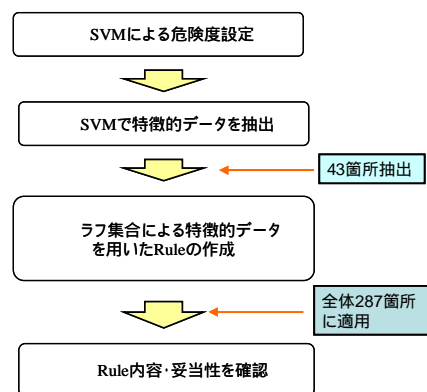 SVMによる危険度設定
SVMで特徴的データを抽出
43箇所抽出
ラフ集合による特徴的データ
を用いたRuleの作成
全体287箇所
に適用
Rule内容・妥当性を確認